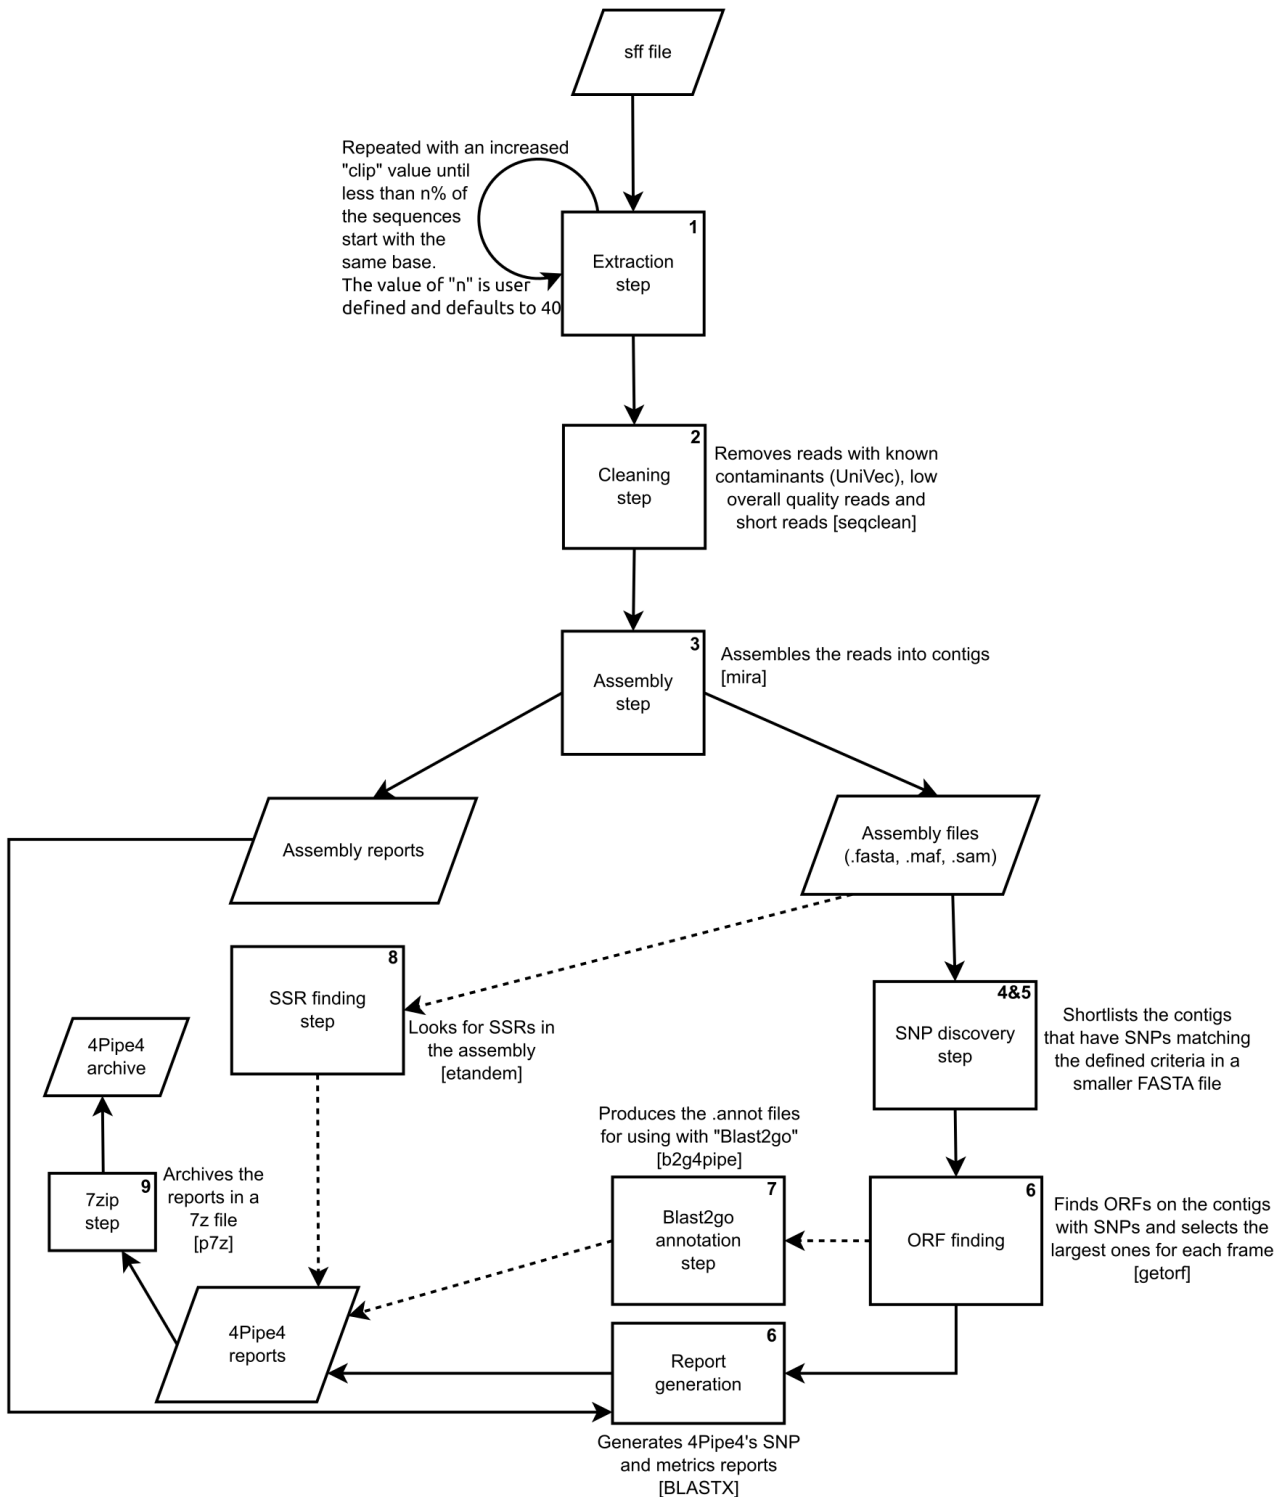 sff file
Repeated with an increased
"clip" value until
less than n% of
the sequences
start with the
same base.
The value of "n" is user
defined and defaults to 40
1
Extraction
step
2
Cleaning
step
Removes reads with known
contaminants (UniVec), low
overall quality reads and
short reads [seqclean]
3
Assembly
step
Assembles the reads into contigs
[mira]
Assembly reports
Assembly files
(.fasta, .maf, .sam)
8
SSR finding
step
Looks for SSRs in
the assembly
[etandem]
4&5
SNP discovery
step
Shortlists the contigs
that have SNPs matching
the defined criteria in a
smaller FASTA file
4Pipe4
archive
9
7zip
step
Archives the
reports in a
7z file
[p7z]
Produces the .annot files
for using with "Blast2go"
[b2g4pipe]
7
Blast2go
annotation
step
6
ORF finding
Finds ORFs on the contigs
with SNPs and selects the
largest ones for each frame
[getorf]
4Pipe4
reports
6
Report
generation
Generates 4Pipe4's SNP
and metrics reports
[BLASTX]